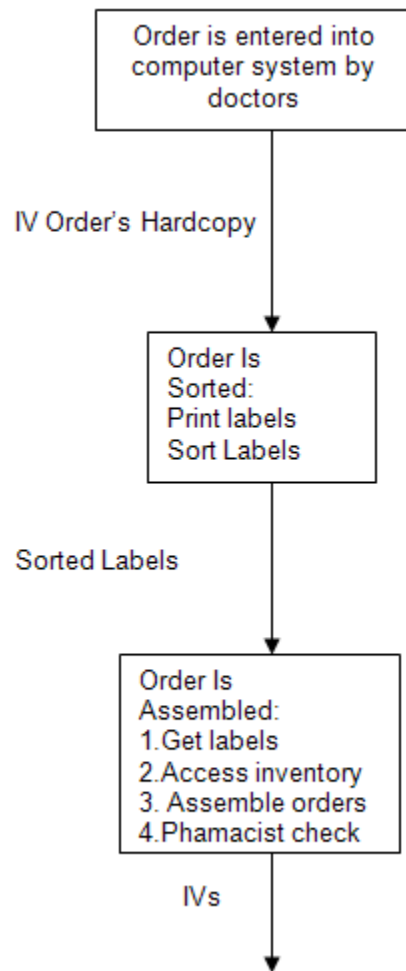 Order is entered into
computer system by
doctors
IV Order's Hardcopy
Order Is
Sorted:
Print labels
Sort Labels
Sorted Labels
Order Is
Assembled:
1.Get labels
2.Access inventory
3. Assemble orders
4.Phamacist check
IVs